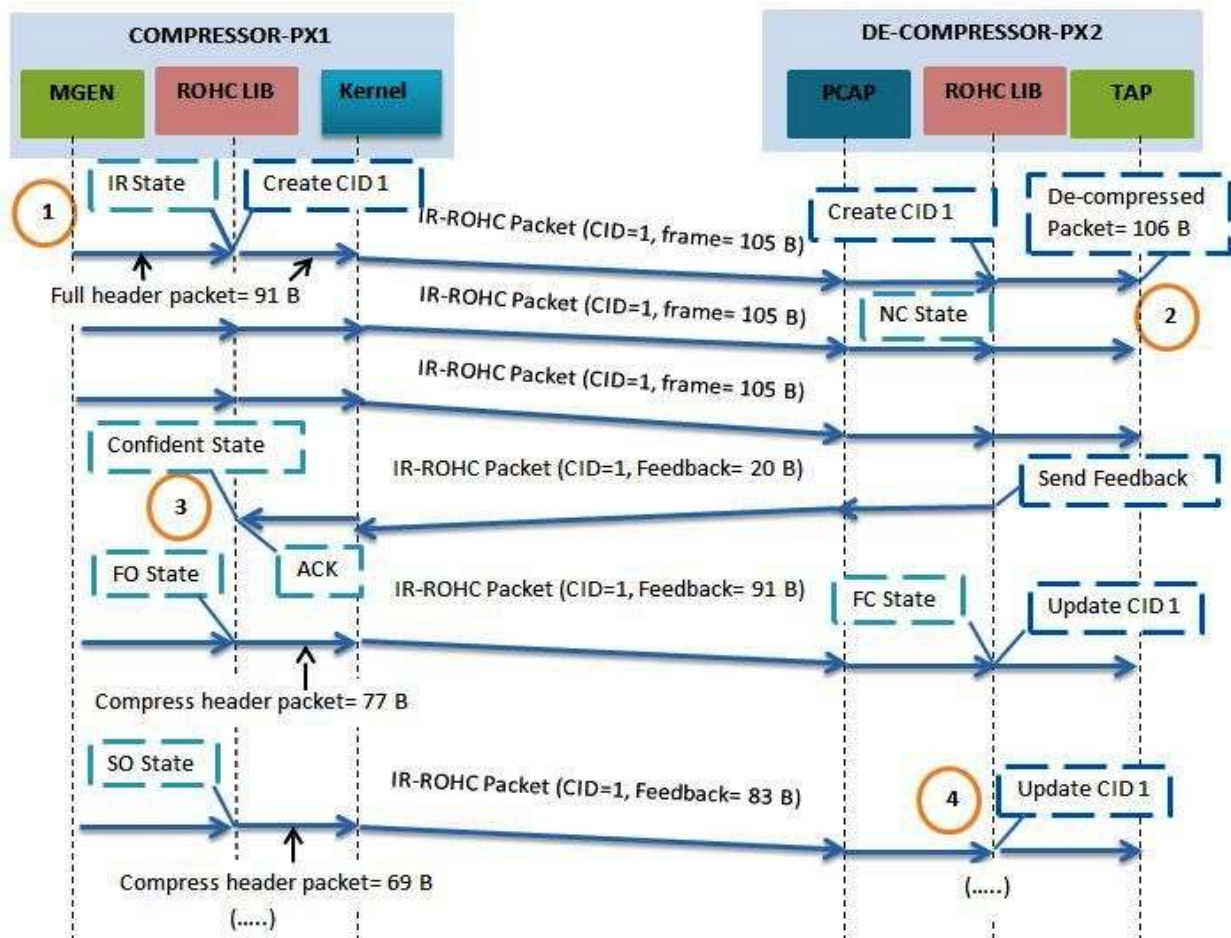 COMPRESSOR-PX1
DE-COMPRESSOR-PX2
MGEN
ROHC LIB
Kernel
PCAP
ROHC LIB
TAP
1
IR State
Create CID 1
IR-ROHC Packet (CID=1, frame= 105 B)
Create CID 1
De-compressed
Packet= 106 B
Full header packet= 91 B
IR-ROHC Packet (CID=1, frame= 105 B)
NC State
2
IR-ROHC Packet (CID=1, frame= 105 B)
Confident State
IR-ROHC Packet (CID=1, Feedback= 20 B)
Send Feedback
3
FO State
ACK
IR-ROHC Packet (CID=1, Feedback= 91 B)
FC State
Update CID 1
Compress header packet= 77 B
SO State
IR-ROHC Packet (CID=1, Feedback= 83 B)
4
Update CID 1
Compress header packet= 69 B
(.....)
(.....)